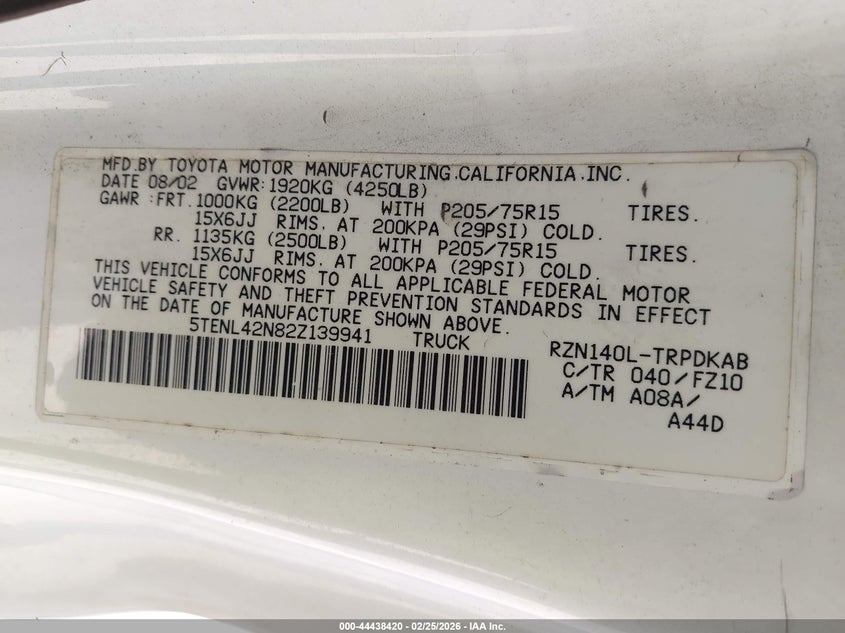 MFD.BY TOYOTA MOTOR MANUFACTURING.CALIFORNIA.INC.
DATE 08/02 GVWR:1920KG (4250LB)
GAWR :FRT.1000KG (2200LB) WITH P205/75R15 TIRES.
15X6JJ RIMS. AT 200KPA (29PSI) COLD.
RR. 1135KG (2500LB) WITH P205/75R15 TIRES.
15X6JJ RIMS. AT 200KPA (29PSI) COLD.
THIS VEHICLE CONFORMS TO ALL APPLICABLE FEDERAL MOTOR
VEHICLE SAFETY AND THEFT PREVENTION STANDARDS IN EFFECT
ON THE DATE OF MANUFACTURE SHOWN ABOVE.
5TENL42N82Z139941 TRUCK
RZN140L-TRPDKAB
C/TR 040/FZ10
A/TM A08A/
A44D
000-44438420 - 02/25/2026 - IAA Inc.